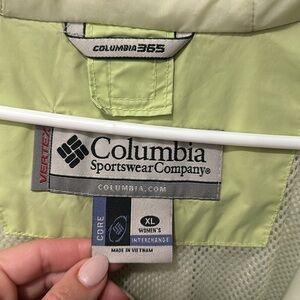 COLUMBIA365
VERTEX
Columbia
Sportswear Company®
COLUMBIA.COM
CORE
XL
WOMEN'S
INTERCHANGE
MADE IN VIETNAM